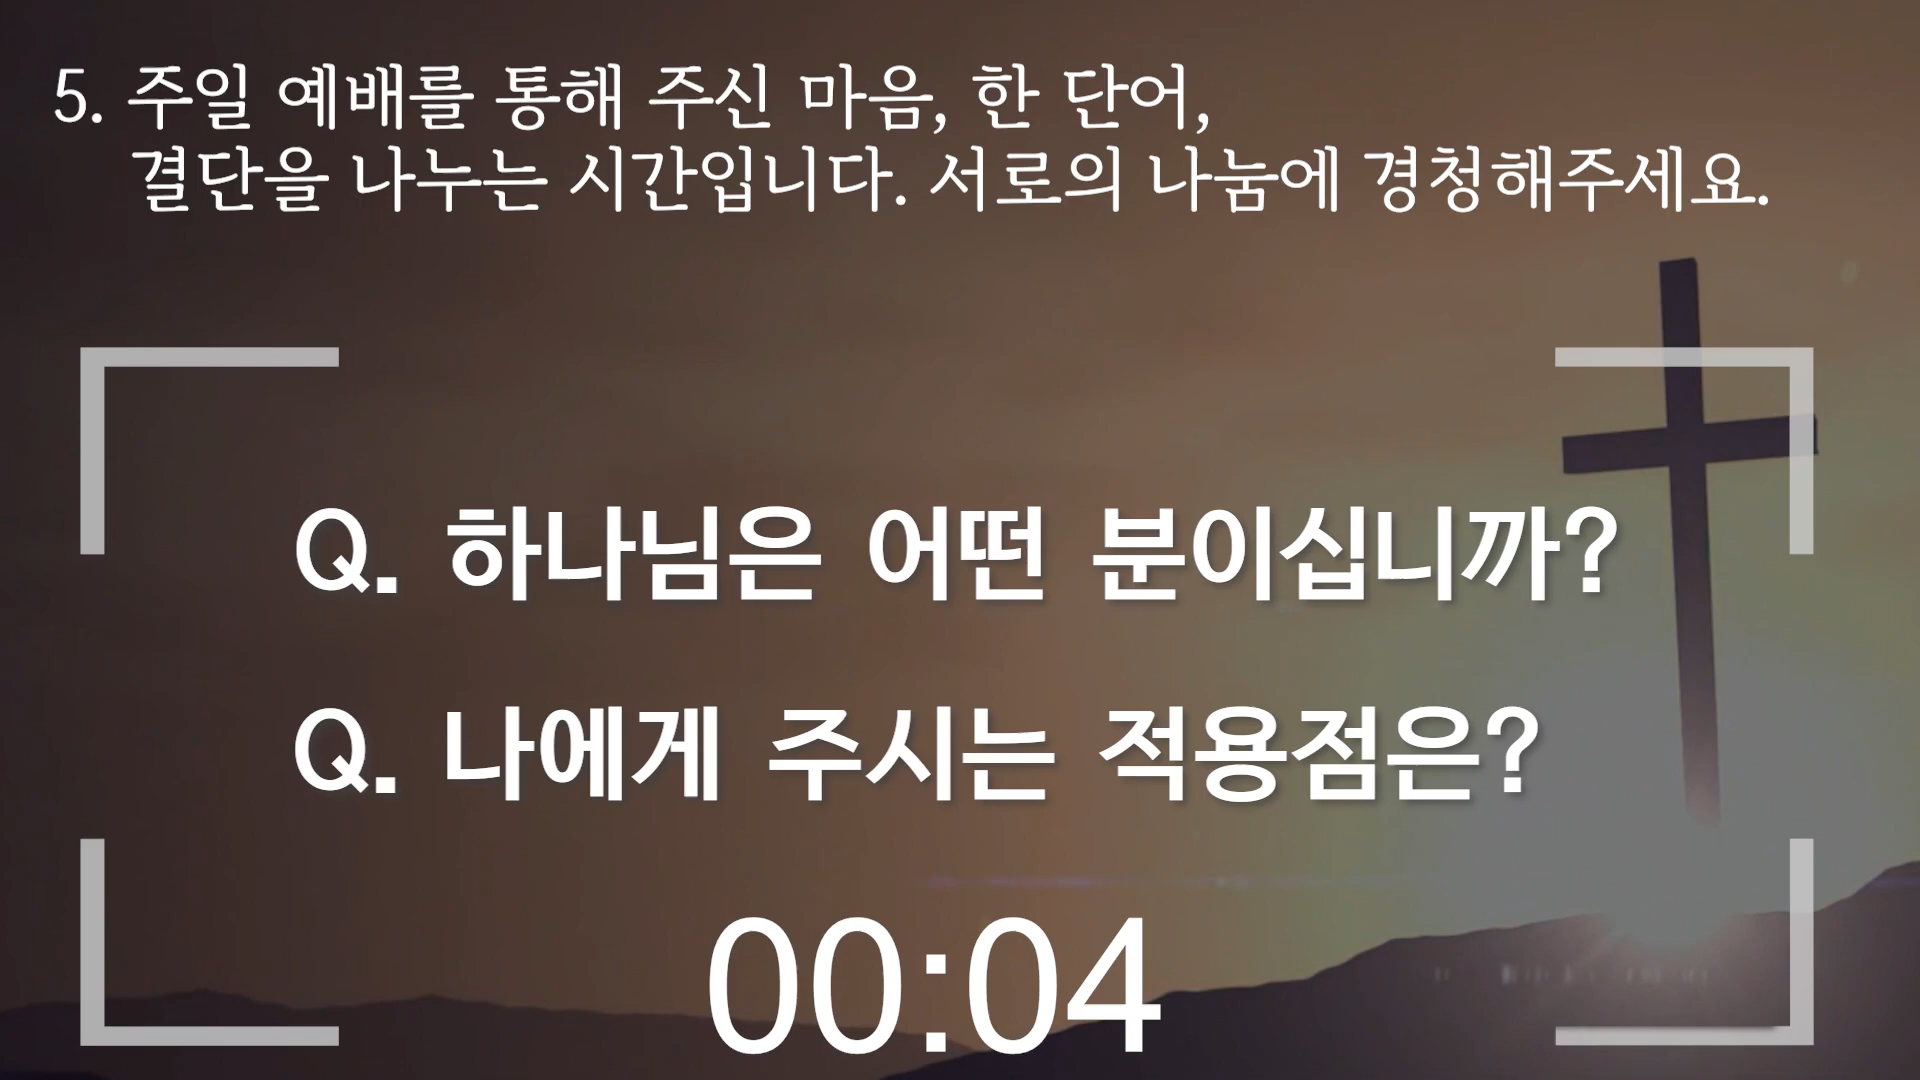 5. 주일 예배를 통해 주신 마음, 한 단어,
결단을 나누는 시간입니다. 서로의 나눔에 경청해주세요.
Q. 하나님은 어떤 분이십니까?
Q. 나에게 주시는 적용점은?
00:04